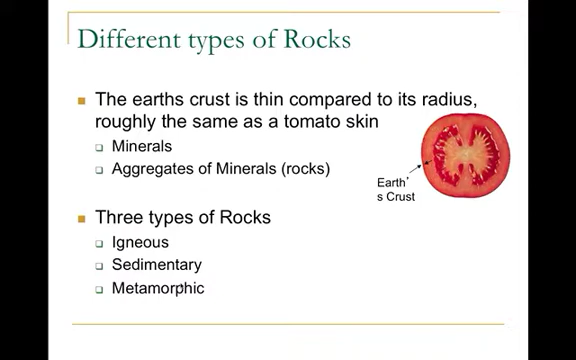 Different types of Rocks
The earths crust is thin compared to its radius,
roughly the same as a tomato skin
Minerals
Aggregates of Minerals (rocks)
Earth'
s Crust
Three types of Rocks
Igneous
Sedimentary
Metamorphic